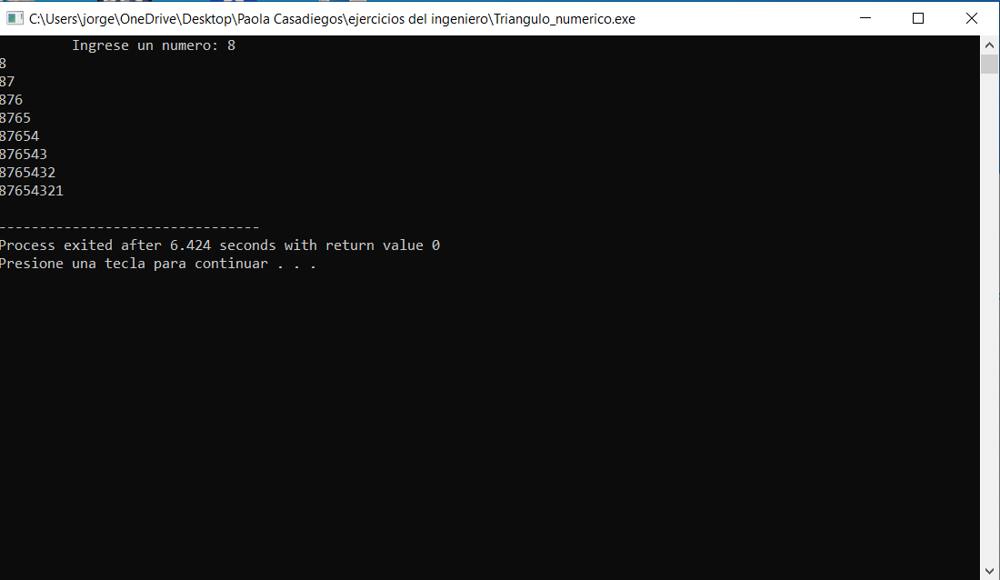 C:\Users\jorge\OneDrive\Desktop\Paola Casadiegos\ejercicios del ingeniero\Triangulo_numerico.exe
Ingrese un numero: 8
8
87
876
8765
87654
876543
8765432
87654321
--------------------------------
Process exited after 6.424 seconds with return value 0
Presione una tecla para continuar . . .